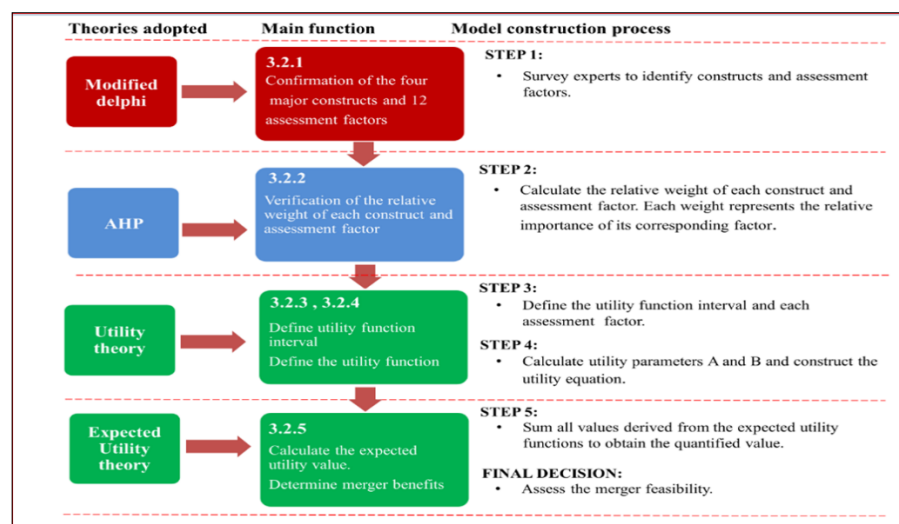 Theories adopted Main function Model construction process
Modified
delphi
3.2.1
Confirmation of the four
major constructs and 12
assessment factors
STEP 1:
• Survey experts to identify constructs and assessment
factors.
AHP
3.2.2
Verification of the relative
weight of each construct and
assessment factor
STEP 2:
• Calculate the relative weight of each construct and
assessment factor. Each weight represents the relative
importance of its corresponding factor.
Utility
theory
3.2.3 , 3.2.4
Define utility function
interval
Define the utility function
STEP 3:
• Define the utility function interval and each
assessment factor.
STEP 4:
• Calculate utility parameters A and B and construct the
utility equation.
Expected
Utility
theory
3.2.5
Calculate the expected
utility value.
Determine merger benefits
STEP 5:
• Sum all values derived from the expected utility
functions to obtain the quantified value.
FINAL DECISION:
• Assess the merger feasibility.